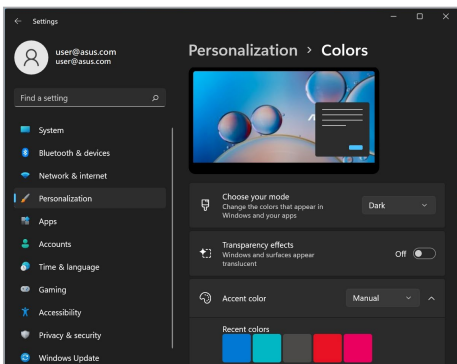 Settings
user@asus.com
user@asus.com
Find a setting
System
Bluetooth & devices
Network & internet
Personalization
Apps
Accounts
Time & language
Gaming
Accessibility
Privacy & security
Windows Update
Personalization > Colors
Choose your mode
Change the colors that appear in
Windows and your apps
Dark
Transparency effects
Windows and surfaces appear
translucent
Off
Accent color
Manual
Recent colors